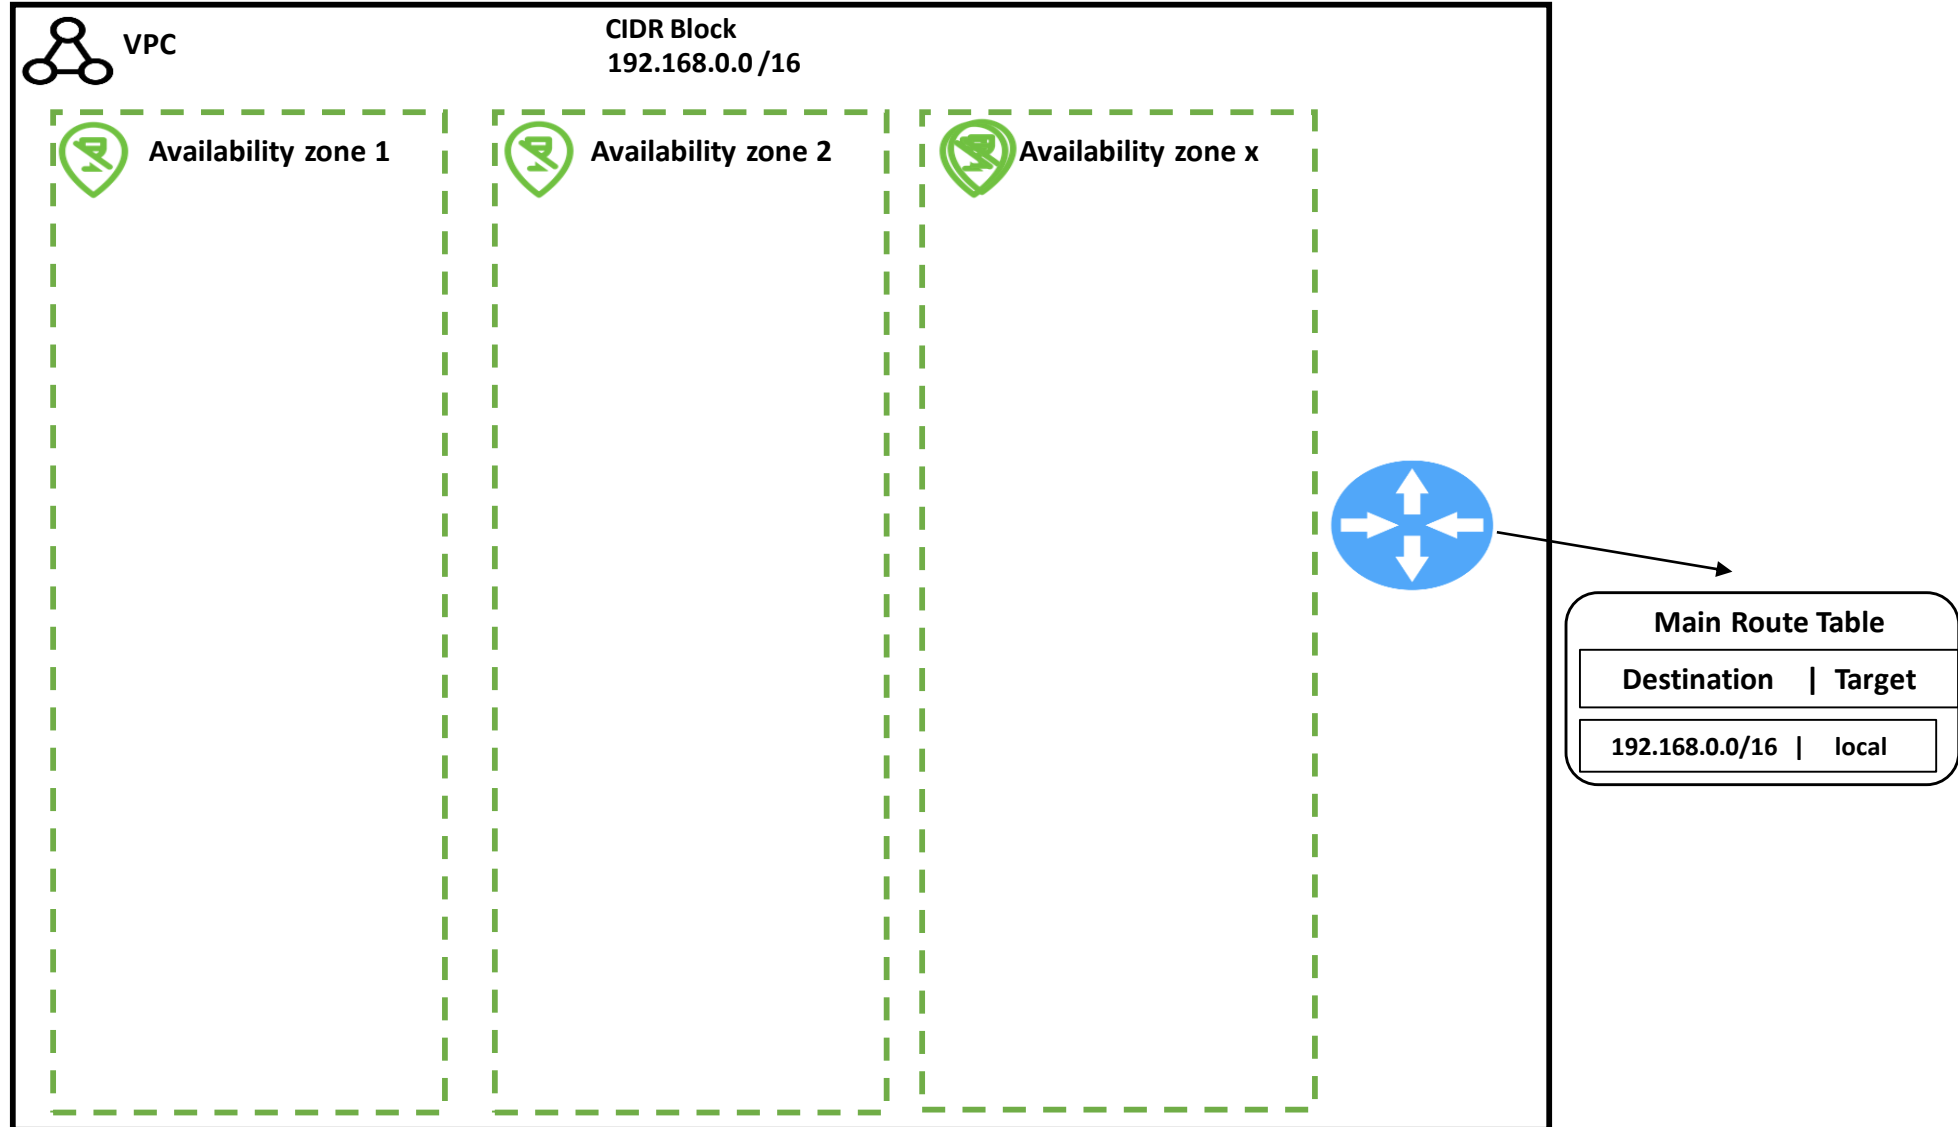 VPC
CIDR Block
192.168.0.0 /16
Availability zone 1
Availability zone 2
Availability zone x
Main Route Table
Destination | Target
192.168.0.0/16 | local